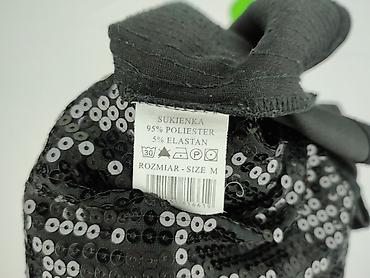 SUKIENKA
95% POLIESTER
5% ELASTAN
30 P
ROZMIAR - SIZE M